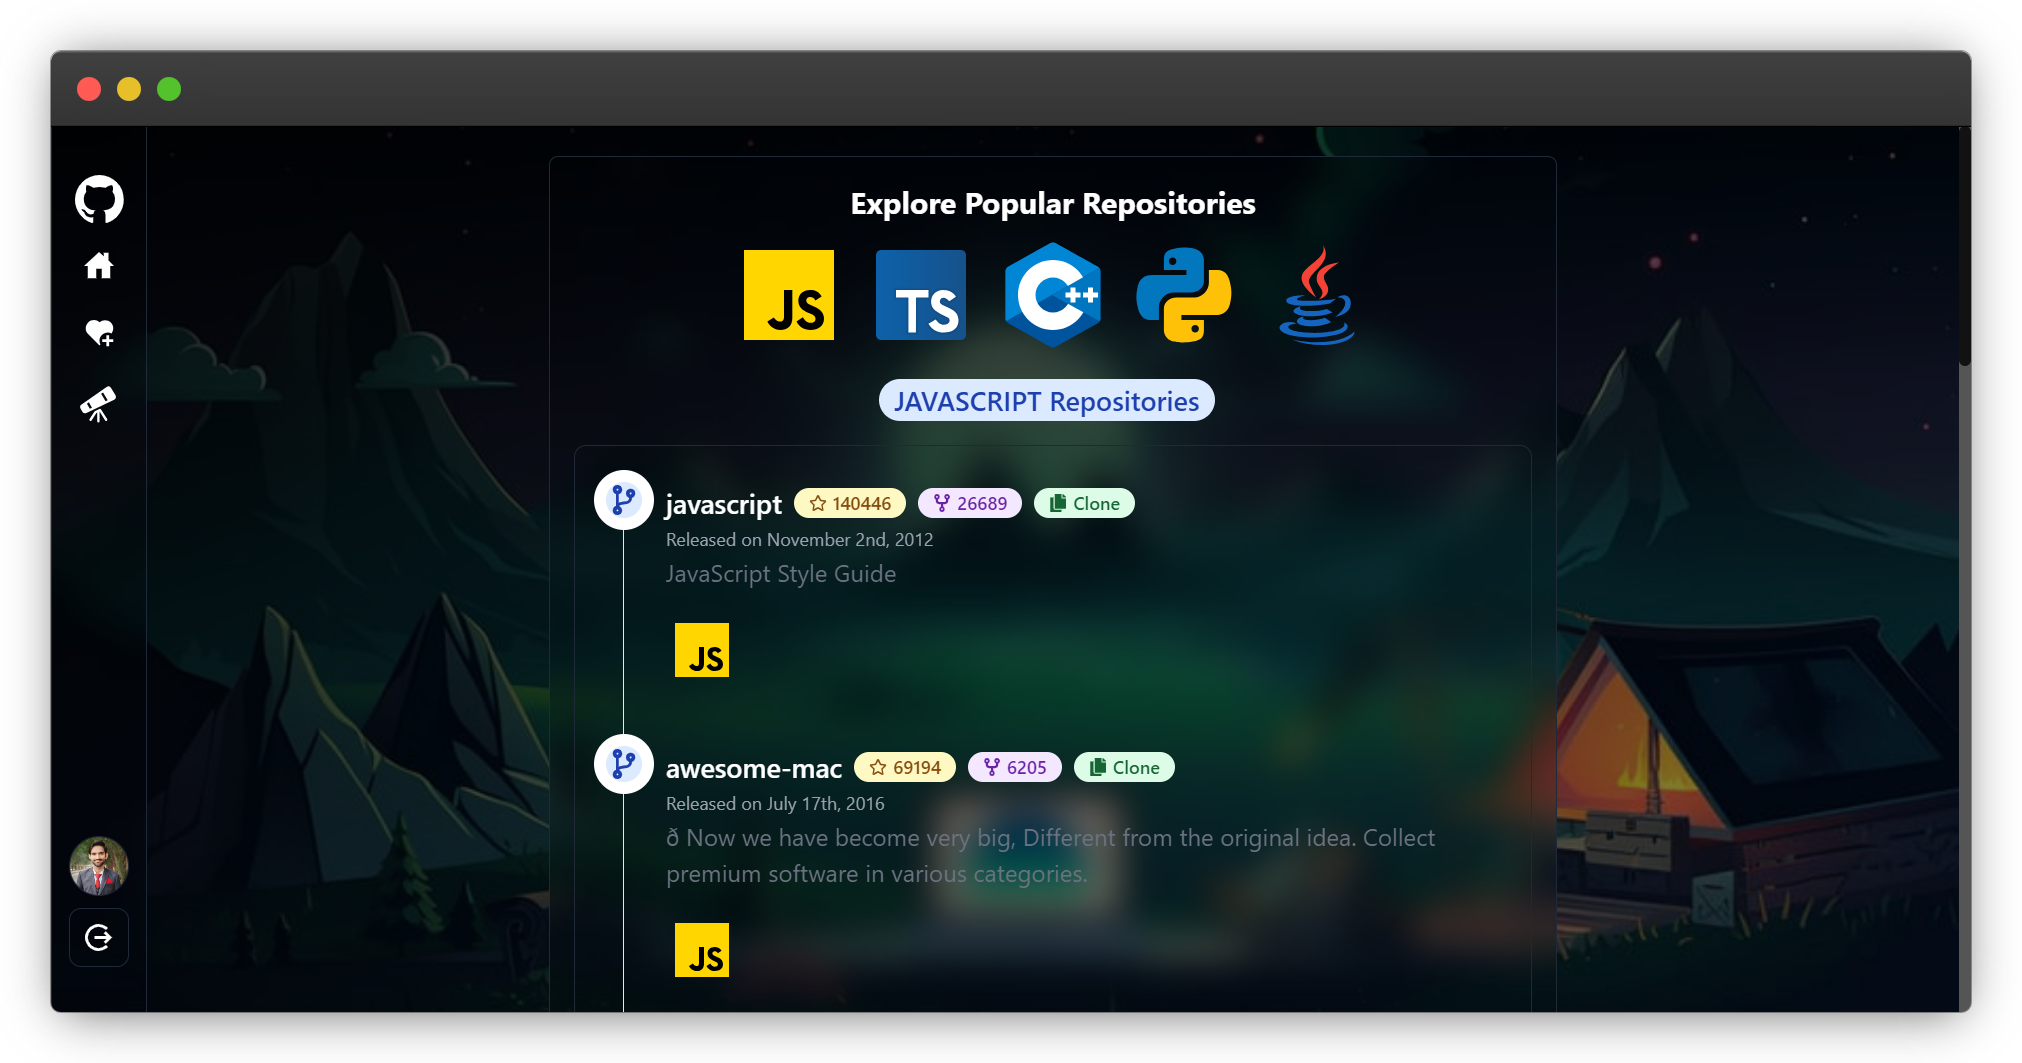 Explore Popular Repositories
JS TS C++
JAVASCRIPT Repositories
javascript 140446 26689 Clone
Released on November 2nd, 2012
JavaScript Style Guide
JS
awesome-mac 69194 6205 Clone
Released on July 17th, 2016
ð Now we have become very big, Different from the original idea. Collect
premium software in various categories.
JS